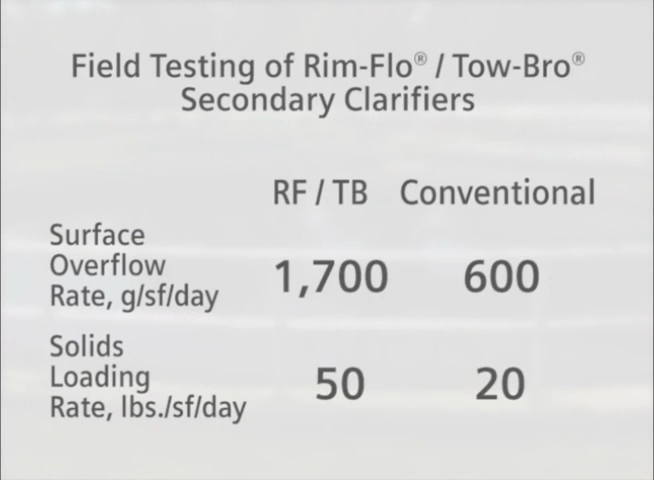 Field Testing of Rim-Flo® / Tow-Bro®
Secondary Clarifiers
RF / TB Conventional
Surface
Overflow
Rate, g/sf/day 1,700 600
Solids
Loading
Rate, lbs./sf/day 50 20